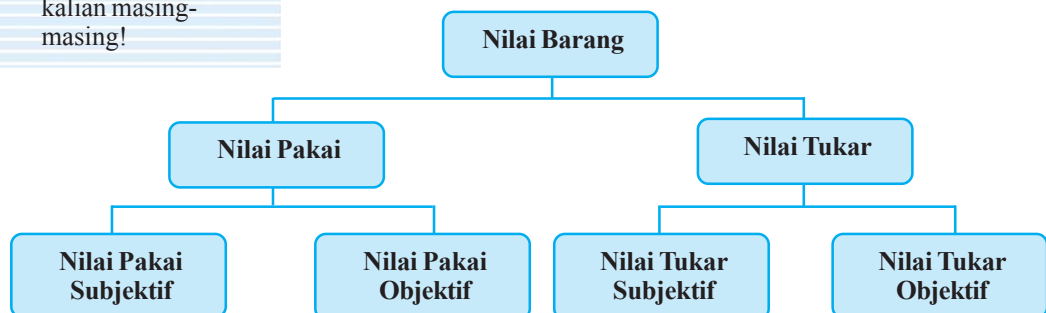 kalian masing-
masing!
Nilai Barang
Nilai Pakai
Nilai Tukar
Nilai Pakai
Subjektif
Nilai Pakai
Objektif
Nilai Tukar
Subjektif
Nilai Tukar
Objektif